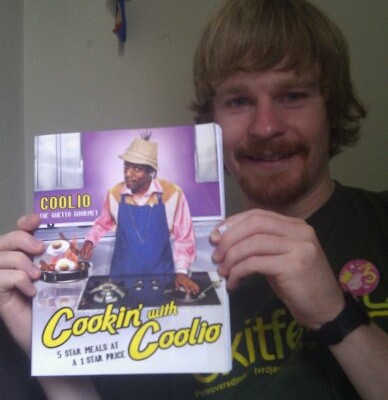 COOLIO
THE GHETTO GOURMET
Cookin' with
Coolio
5 STAR MEALS AT
A 1 STAR PRICE